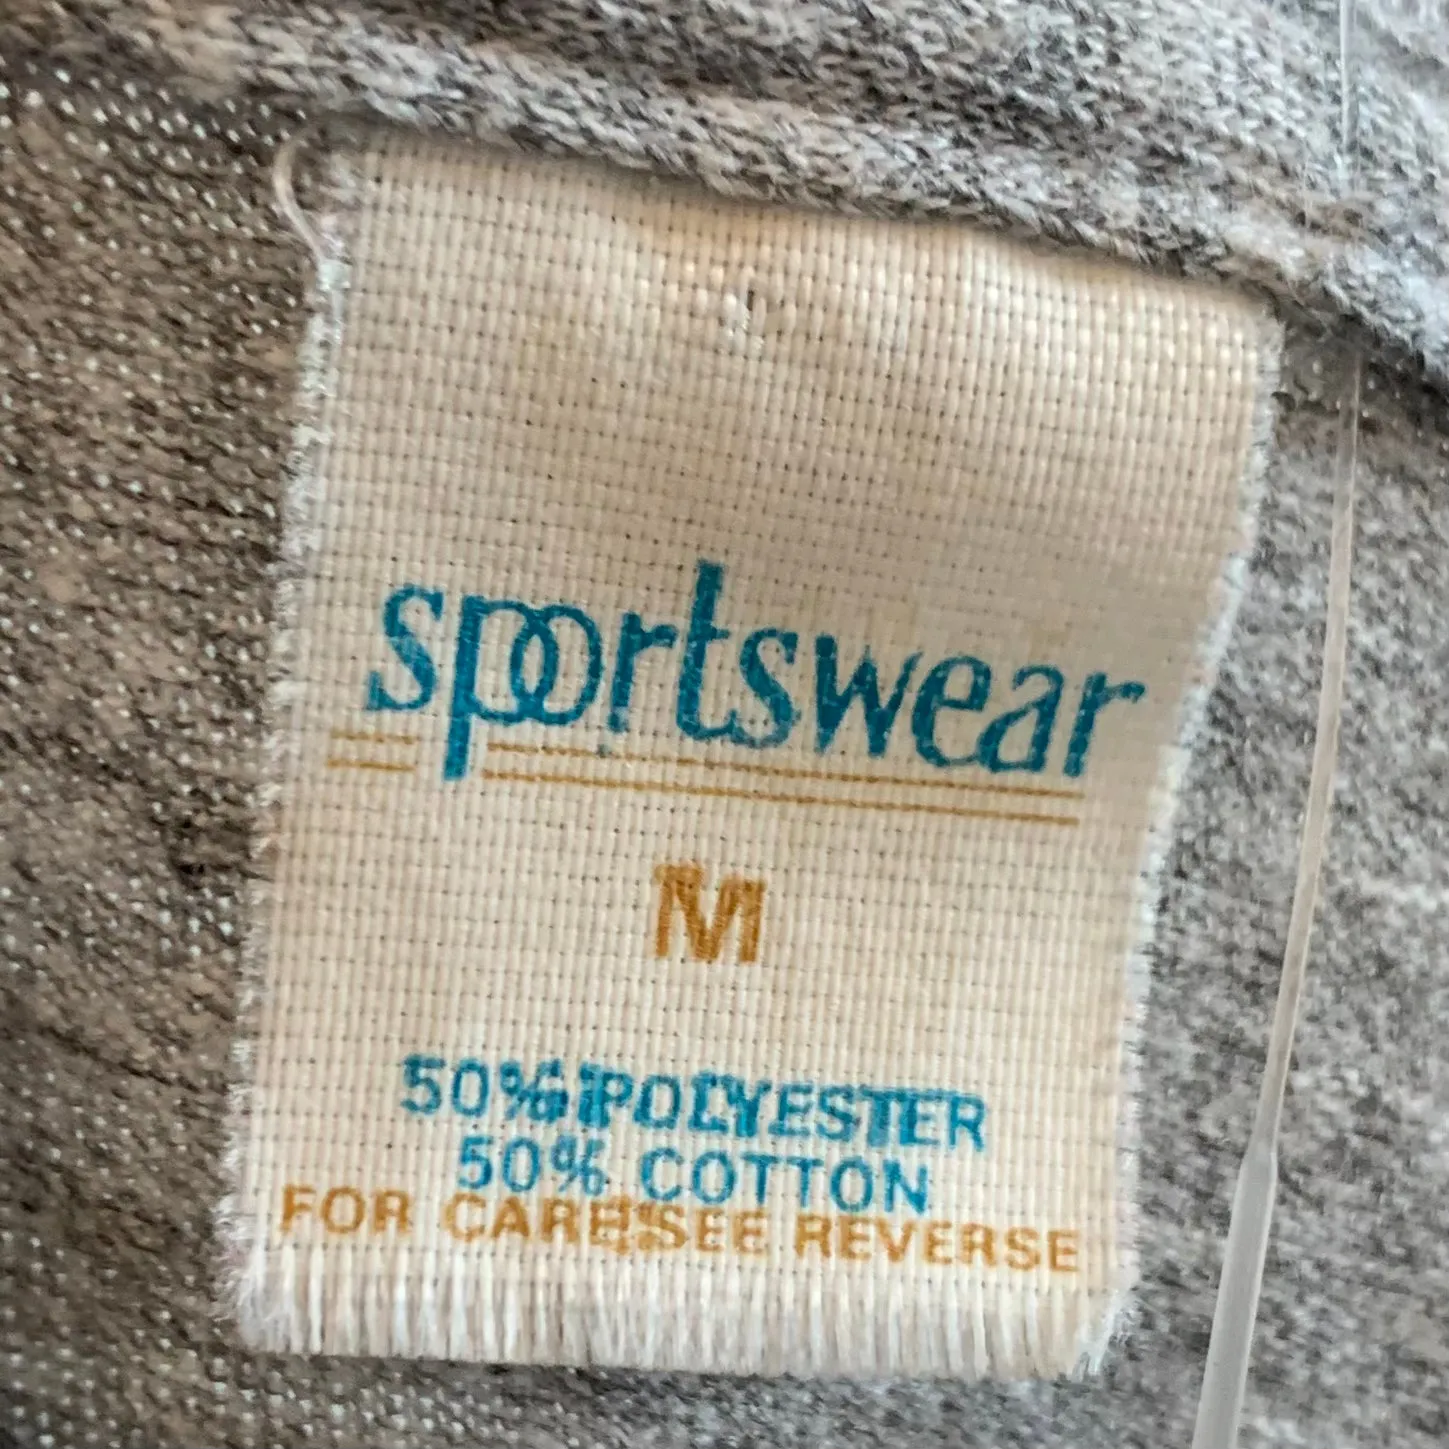 sportswear
M
50% POLYESTER
50% COTTON
FOR CARE SEE REVERSE